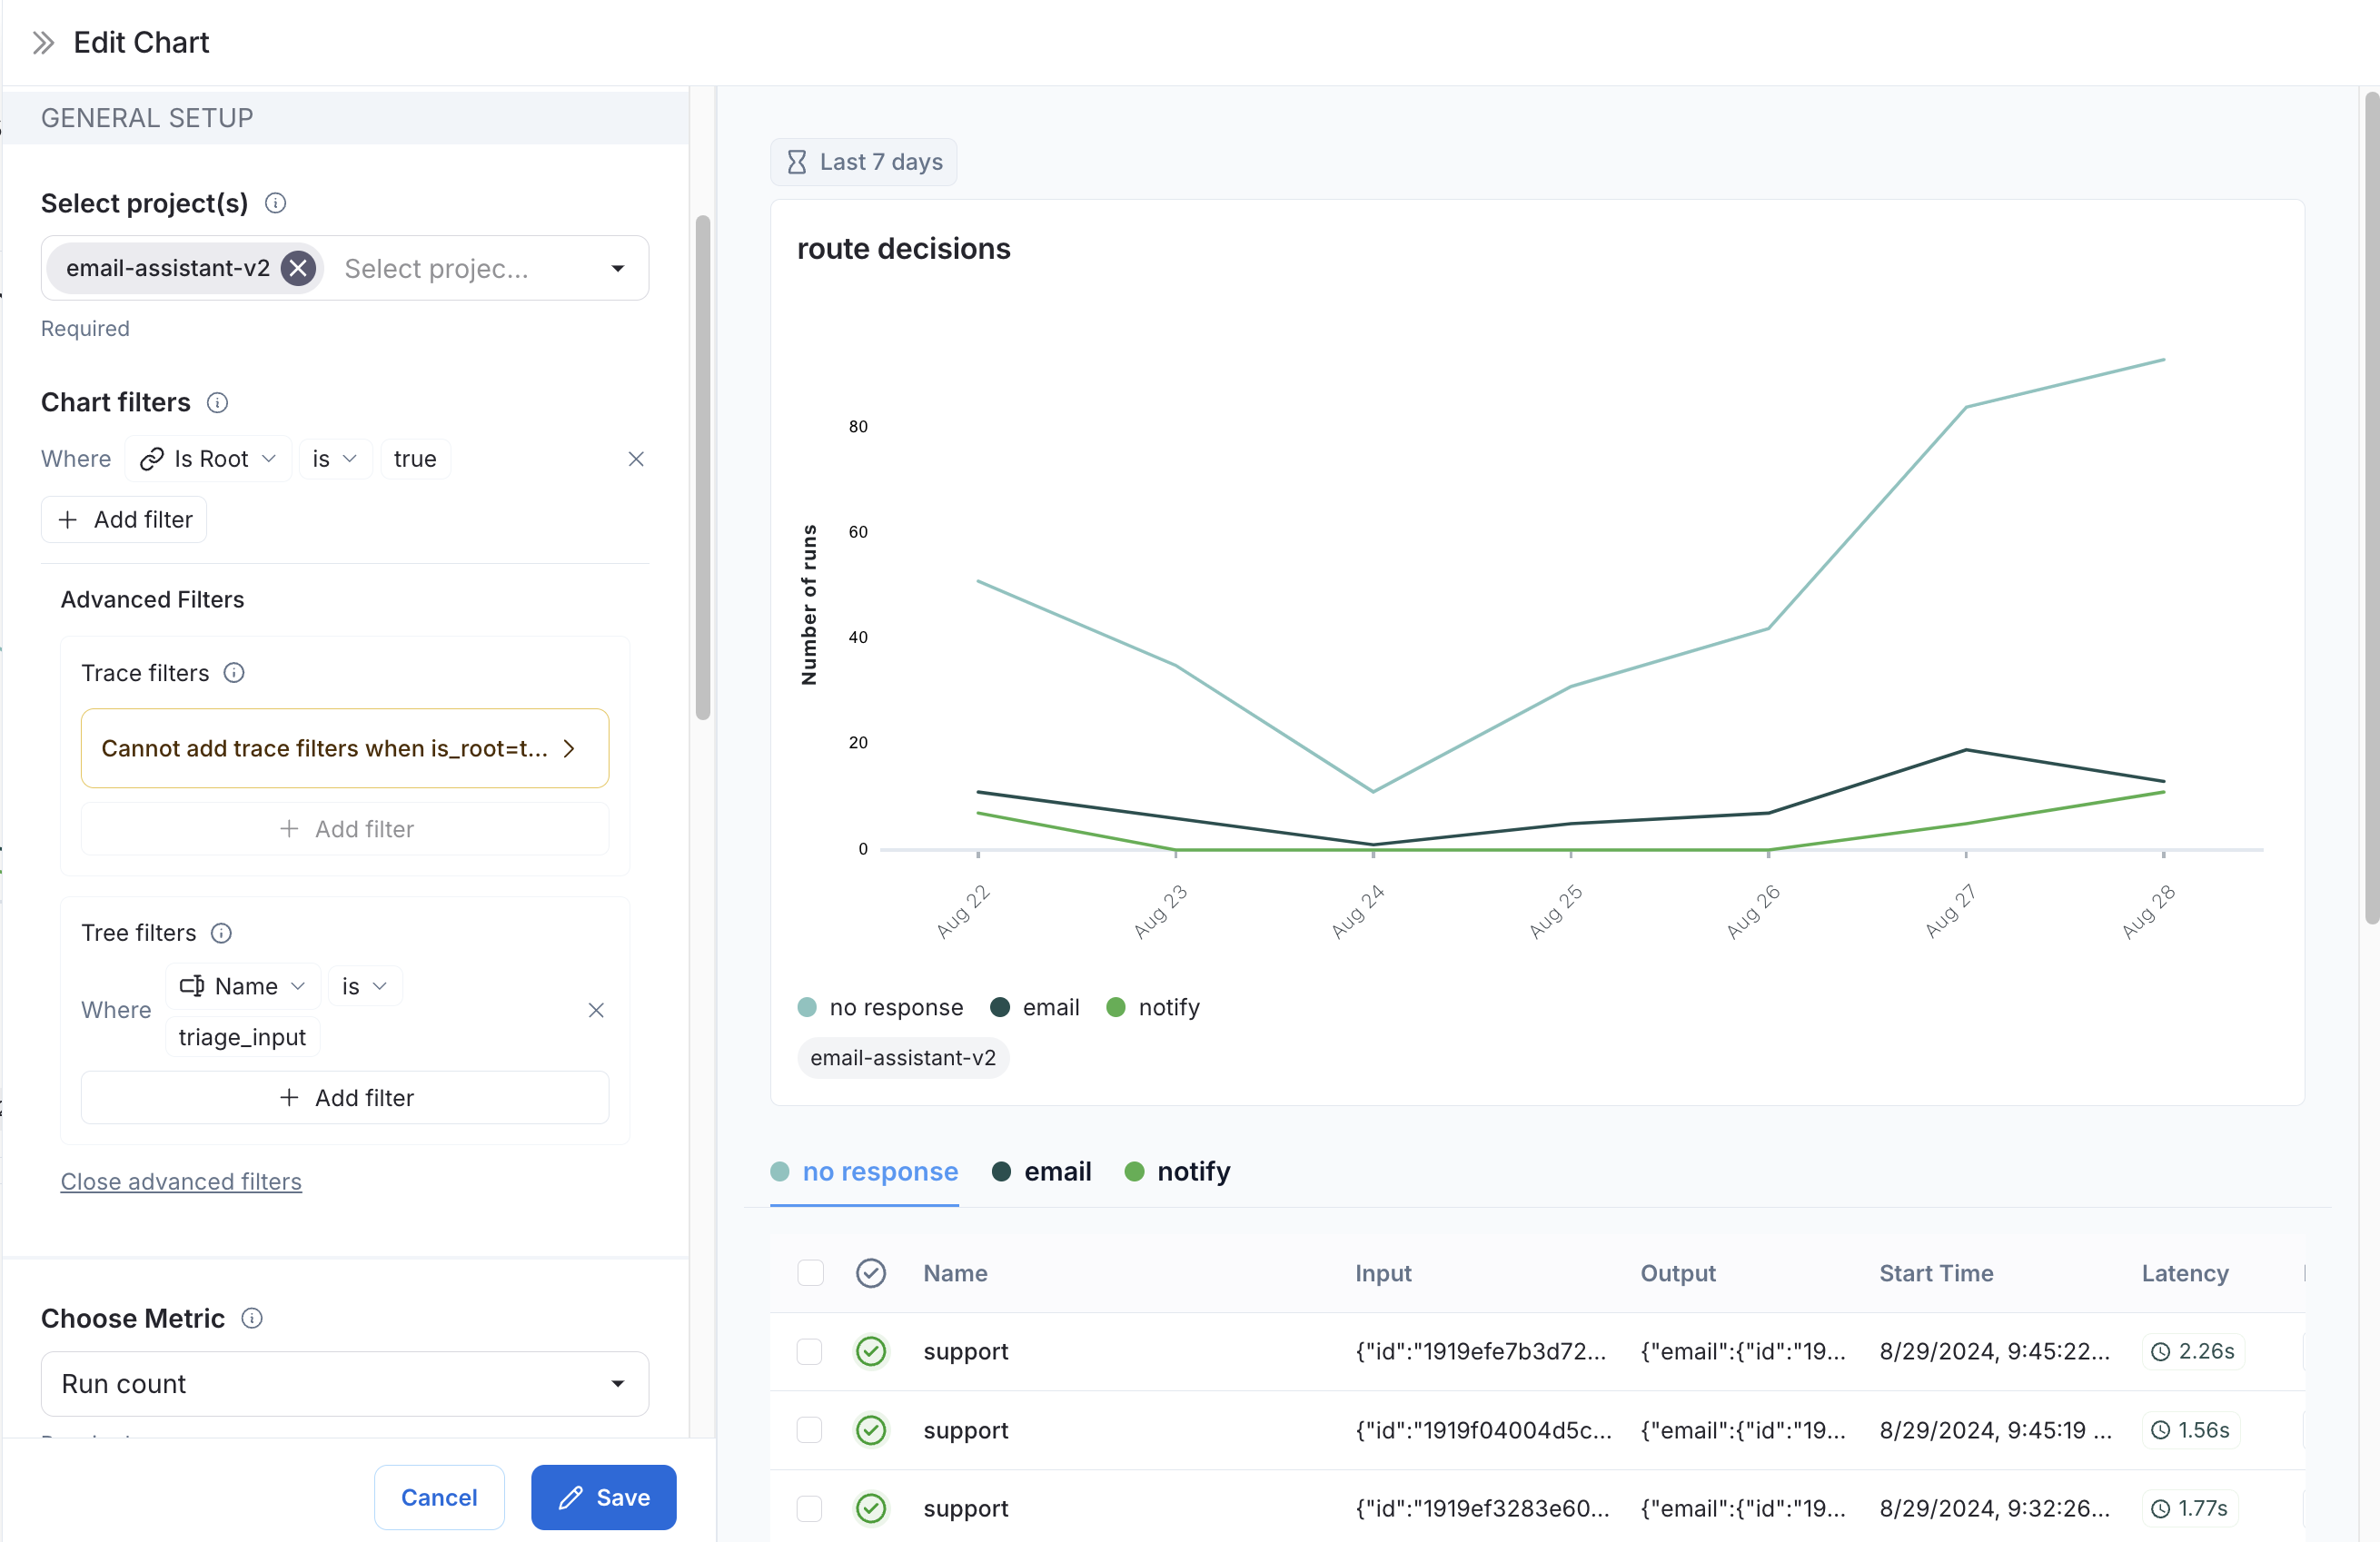 Edit Chart
GENERAL SETUP
Select project(s)
email-assistant-v2 Select projec...
Required
Chart filters
Where Is Root is true
Add filter
Advanced Filters
Trace filters
Cannot add trace filters when is_root=t...
Add filter
Tree filters
Where Name is
triage_input
Add filter
Close advanced filters
Choose Metric
Run count
Cancel Save
Last 7 days
route decisions
Number of runs
80
60
40
20
0
Aug 22 Aug 23 Aug 24 Aug 25 Aug 26 Aug 27 Aug 28
no response email notify
email-assistant-v2
no response email notify
Name Input Output Start Time Latency
support {"id":"1919efe7b3d72... {"email":{"id":"19... 8/29/2024, 9:45:22... 2.26s
support {"id":"1919f04004d5c... {"email":{"id":"19... 8/29/2024, 9:45:19 ... 1.56s
support {"id":"1919ef3283e60... {"email":{"id":"19... 8/29/2024, 9:32:26... 1.77s